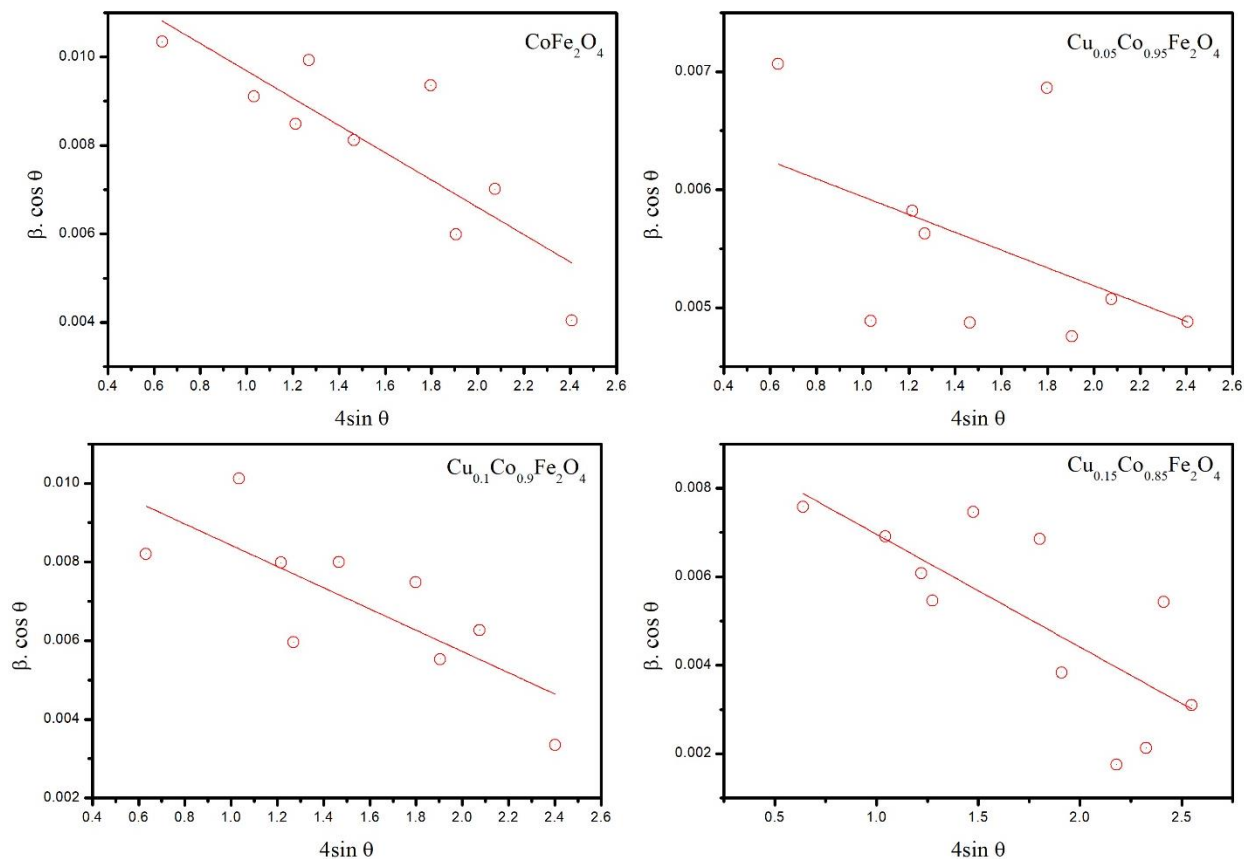 CoFe₂O₄
0.010
0.008
0.006
0.004
β. cos θ
0.4 0.6 0.8 1.0 1.2 1.4 1.6 1.8 2.0 2.2 2.4 2.6
4sin θ
Cu₀.₀₅Co₀.₉₅Fe₂O₄
0.007
0.006
0.005
β. cos θ
0.4 0.6 0.8 1.0 1.2 1.4 1.6 1.8 2.0 2.2 2.4 2.6
4sin θ
Cu₀.₁Co₀.₉Fe₂O₄
0.010
0.008
0.006
0.004
0.002
β. cos θ
0.4 0.6 0.8 1.0 1.2 1.4 1.6 1.8 2.0 2.2 2.4 2.6
4sin θ
Cu₀.₁₅Co₀.₈₅Fe₂O₄
0.008
0.006
0.004
0.002
β. cos θ
0.5 1.0 1.5 2.0 2.5
4sin θ